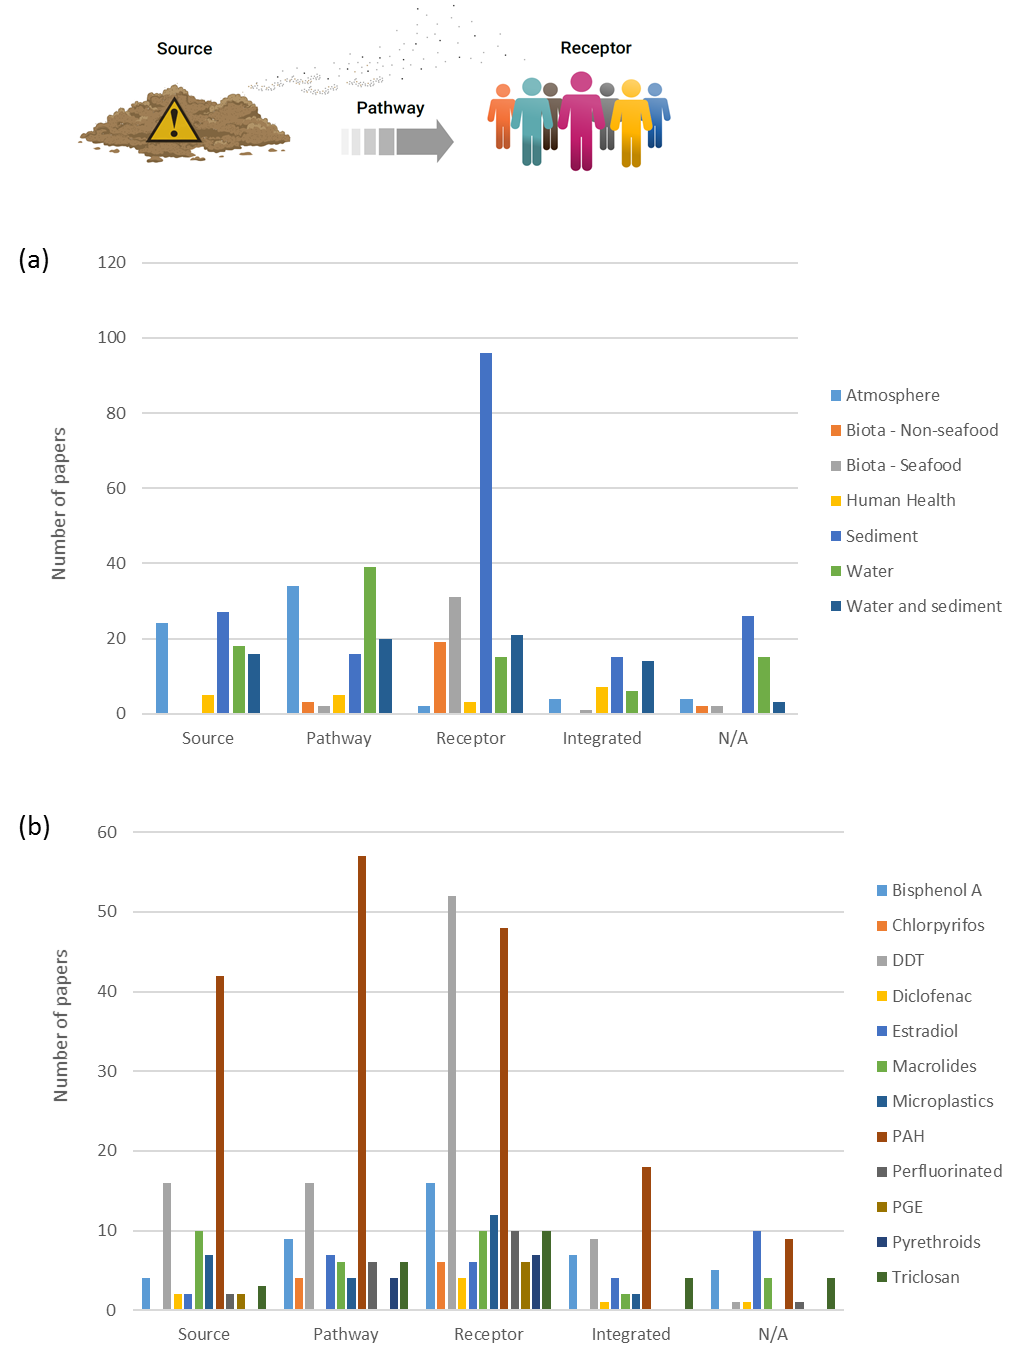 Source
Receptor
Pathway
(a)
Number of papers
120
100
80
60
40
20
0
Source
Pathway
Receptor
Integrated
N/A
Atmosphere
Biota - Non-seafood
Biota - Seafood
Human Health
Sediment
Water
Water and sediment
(b)
Number of papers
60
50
40
30
20
10
0
Source
Pathway
Receptor
Integrated
N/A
Bisphenol A
Chlorpyrifos
DDT
Diclofenac
Estradiol
Macrolides
Microplastics
PAH
Perfluorinated
PGE
Pyrethroids
Triclosan